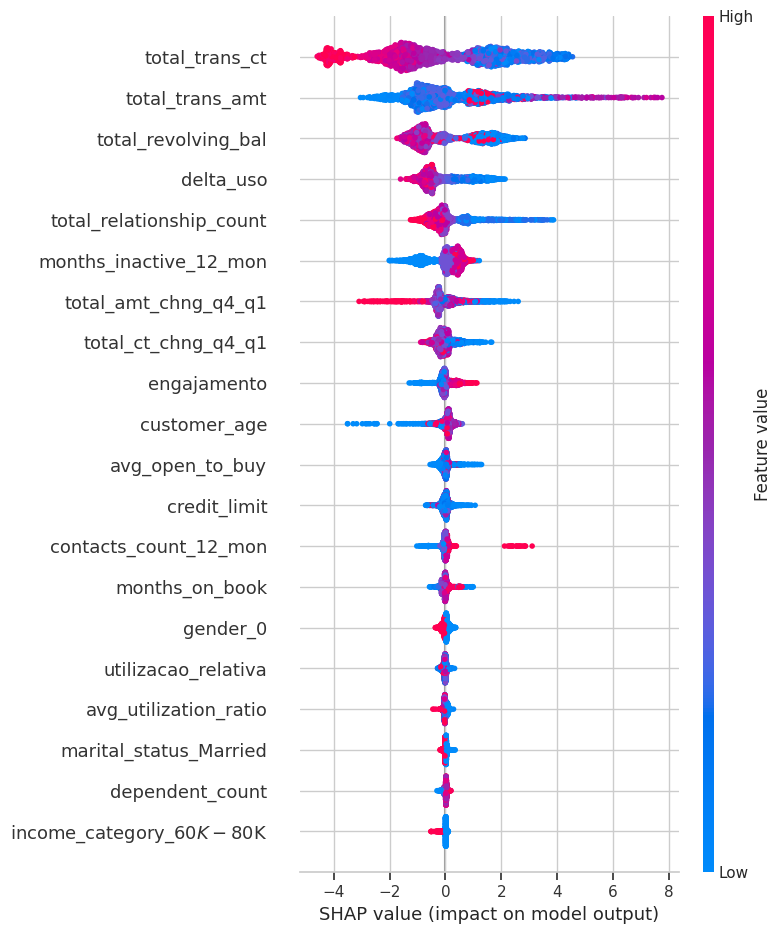 High
total_trans_ct
total_trans_amt
total_revolving_bal
delta_uso
total_relationship_count
months_inactive_12_mon
total_amt_chng_q4_q1
total_ct_chng_q4_q1
engajamento
customer_age
avg_open_to_buy
credit_limit
contacts_count_12_mon
months_on_book
gender_0
utilizacao_relativa
avg_utilization_ratio
marital_status_Married
dependent_count
income_category_60K − 80K
Feature value
Low
−4 −2 0 2 4 6 8
SHAP value (impact on model output)